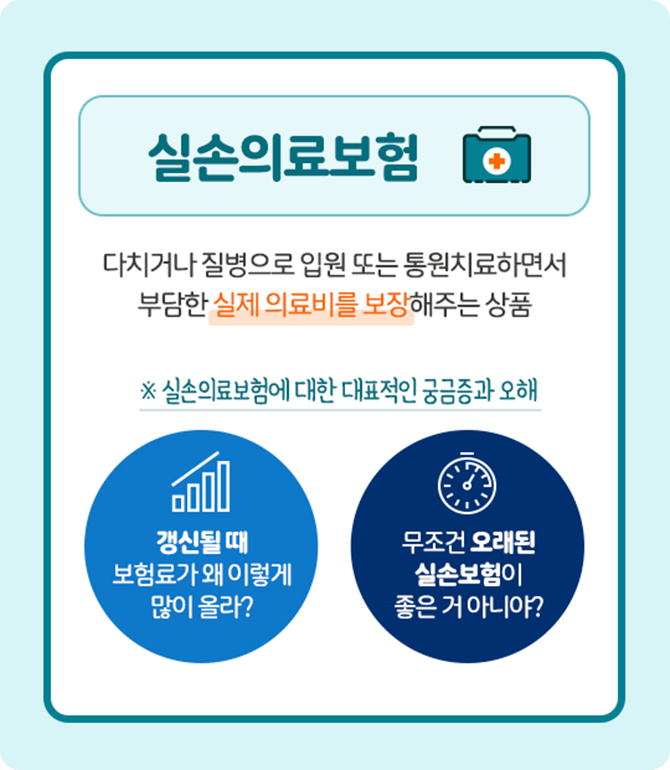 실손의료보험
다치거나 질병으로 입원 또는 통원치료하면서
부담한 실제 의료비를 보장해주는 상품
※ 실손의료보험에 대한 대표적인 궁금증과 오해
갱신될 때
보험료가 왜 이렇게
많이 올라?
무조건 오래된
실손보험이
좋은 거 아니야?